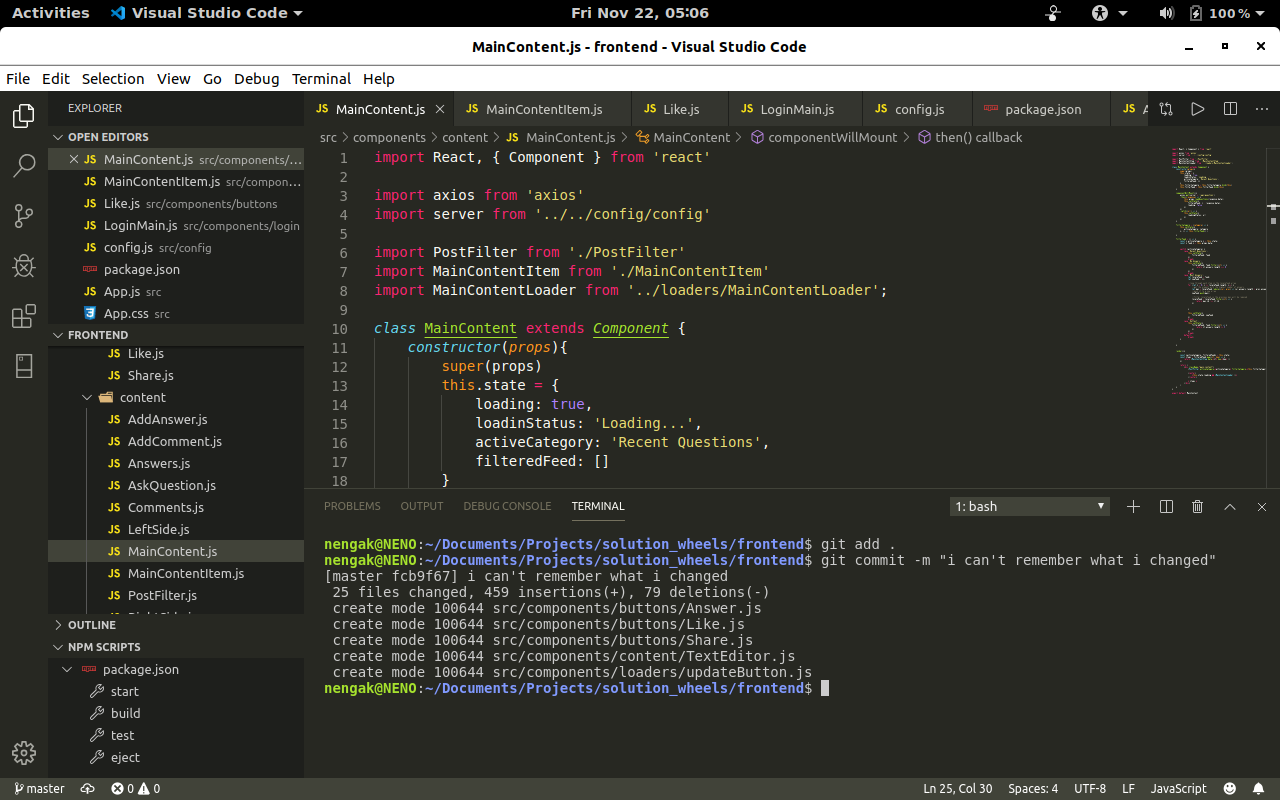 Activities Visual Studio Code Fri Nov 22, 05:06 100 %
MainContent.js - frontend - Visual Studio Code
File Edit Selection View Go Debug Terminal Help
EXPLORER
OPEN EDITORS
JS MainContent.js src/components/...
JS MainContentItem.js src/compon...
JS Like.js src/components/buttons
JS LoginMain.js src/components/login
JS config.js src/config
package.json
JS App.js src
App.css src
FRONTEND
JS Like.js
JS Share.js
content
JS AddAnswer.js
JS AddComment.js
JS Answers.js
JS AskQuestion.js
JS Comments.js
JS LeftSide.js
JS MainContent.js
JS MainContentItem.js
JS PostFilter.js
OUTLINE
NPM SCRIPTS
package.json
start
build
test
eject
JS MainContent.js JS MainContentItem.js JS Like.js JS LoginMain.js JS config.js package.json JS
src > components > content > JS MainContent.js > MainContent > componentWillMount > then() callback
1 import React, { Component } from 'react'
2
3 import axios from 'axios'
4 import server from '../../config/config'
5
6 import PostFilter from './PostFilter'
7 import MainContentItem from './MainContentItem'
8 import MainContentLoader from '../loaders/MainContentLoader';
9
10 class MainContent extends Component {
11 constructor(props){
12 super(props)
13 this.state = {
14 loading: true,
15 loadinStatus: 'Loading...',
16 activeCategory: 'Recent Questions',
17 filteredFeed: []
18 }
PROBLEMS OUTPUT DEBUG CONSOLE TERMINAL 1: bash
nengak@NENO:~/Documents/Projects/solution_wheels/frontend$ git add .
nengak@NENO:~/Documents/Projects/solution_wheels/frontend$ git commit -m "i can't remember what i changed"
[master fcb9f67] i can't remember what i changed
25 files changed, 459 insertions(+), 79 deletions(-)
create mode 100644 src/components/buttons/Answer.js
create mode 100644 src/components/buttons/Like.js
create mode 100644 src/components/buttons/Share.js
create mode 100644 src/components/content/TextEditor.js
create mode 100644 src/components/loaders/updateButton.js
nengak@NENO:~/Documents/Projects/solution_wheels/frontend$
master 0 0 Ln 25, Col 30 Spaces: 4 UTF-8 LF JavaScript